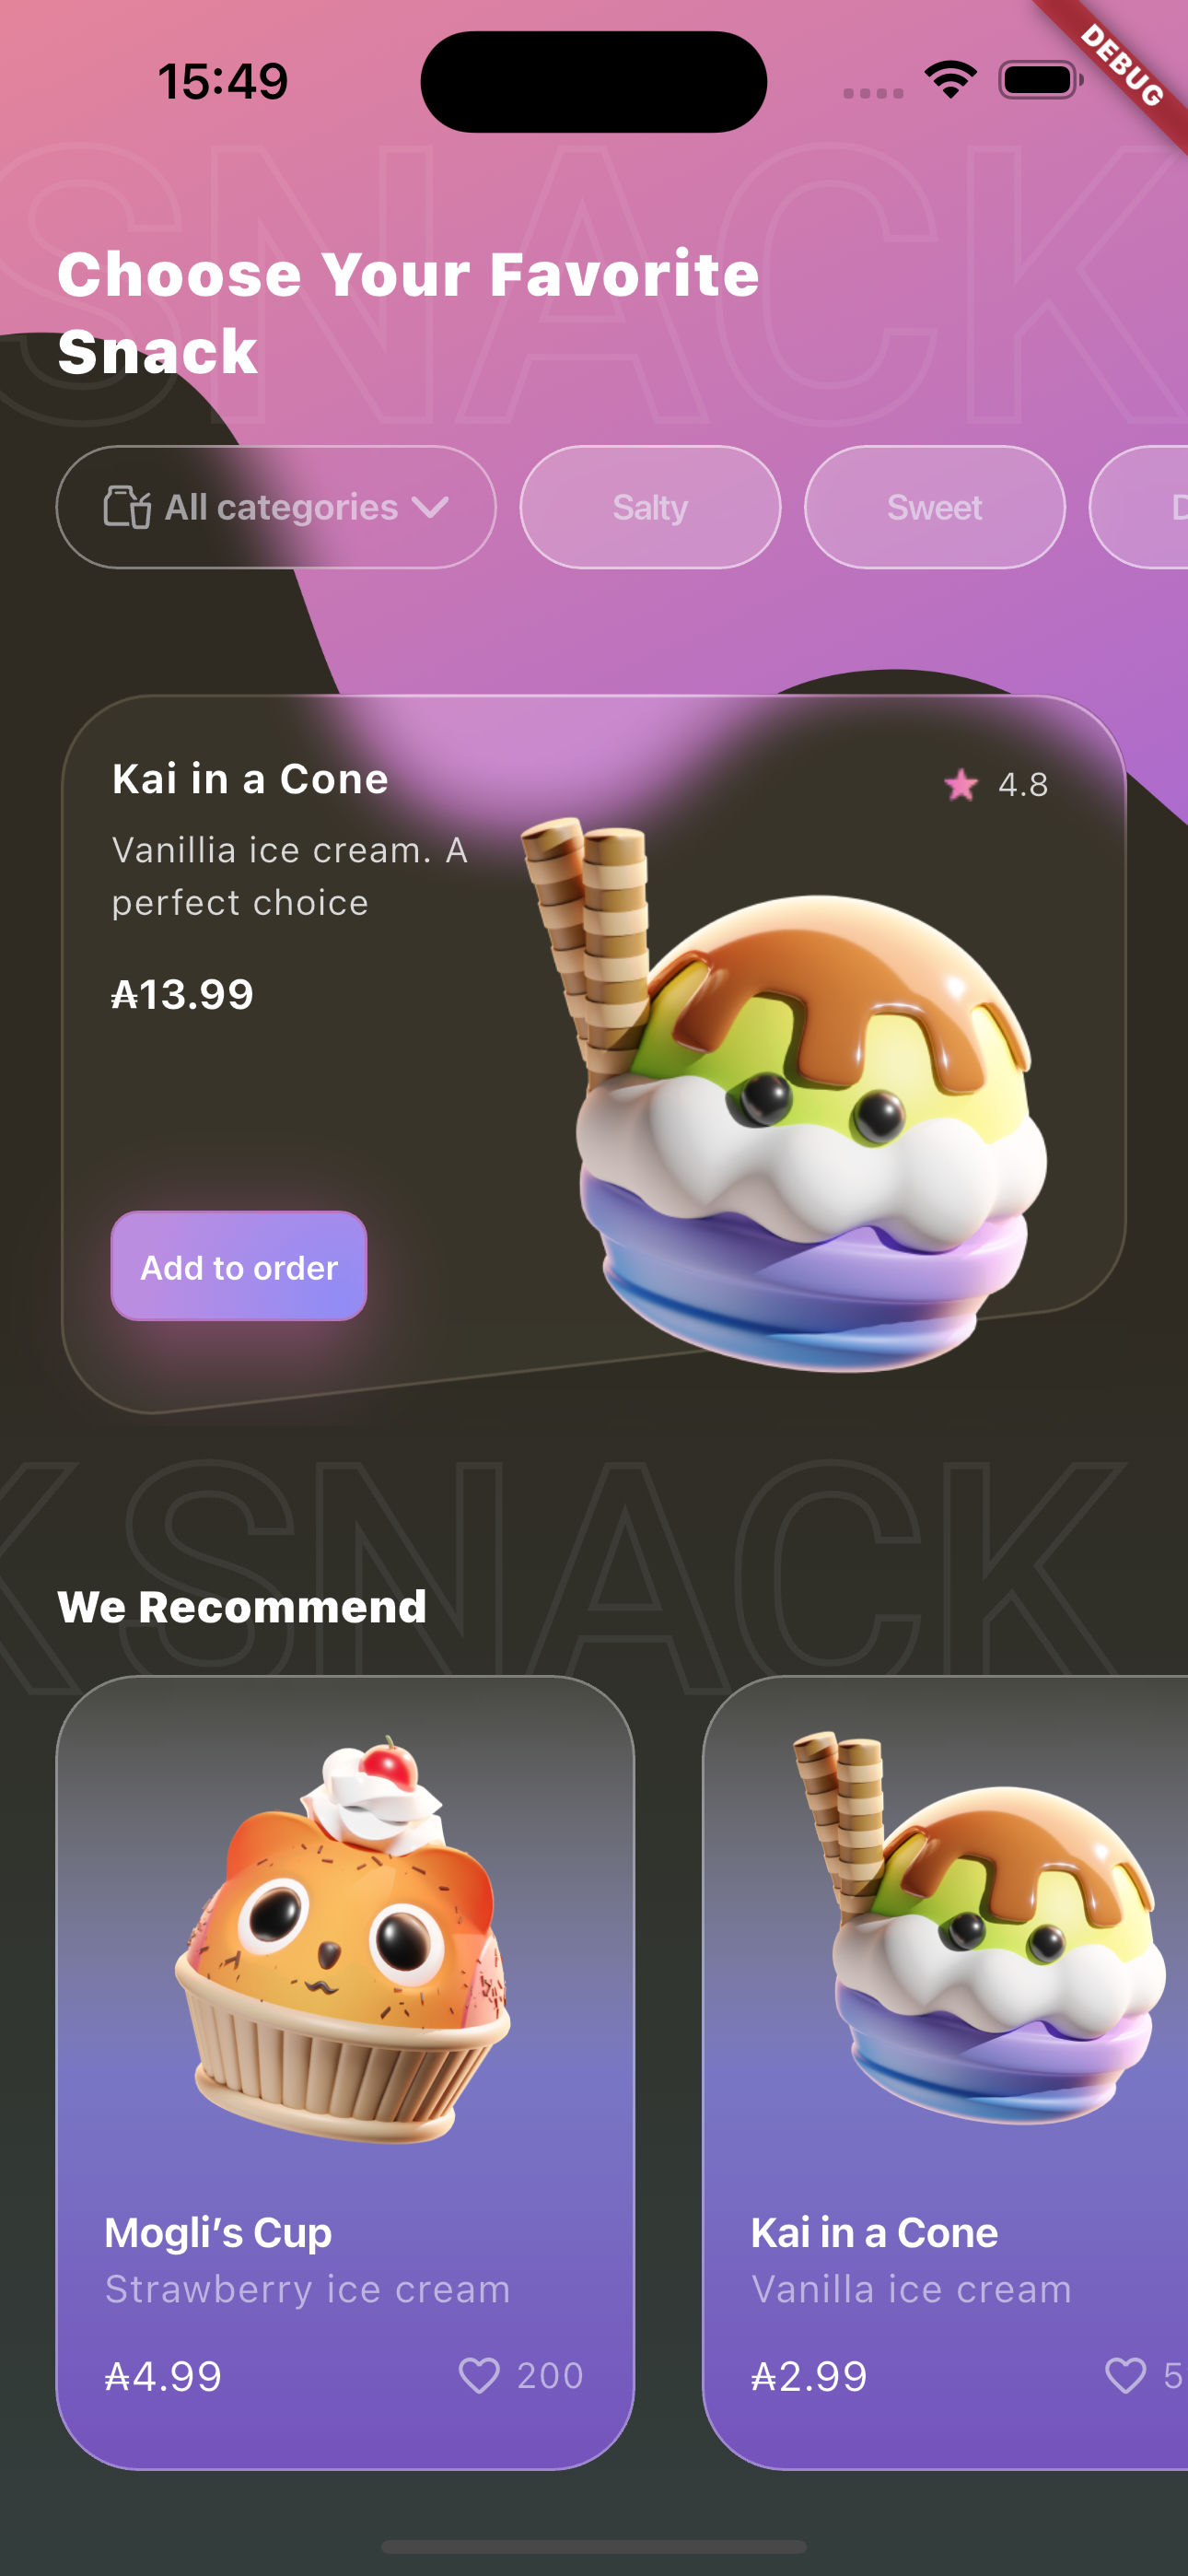 15:49
DEBUG
SNACK
Choose Your Favorite
Snack
All categories
Salty
Sweet
D
Kai in a Cone
4.8
Vanillia ice cream. A
perfect choice
₳13.99
Add to order
K SNACK
We Recommend
Mogli’s Cup
Kai in a Cone
Strawberry ice cream
Vanilla ice cream
₳4.99
200
₳2.99
5